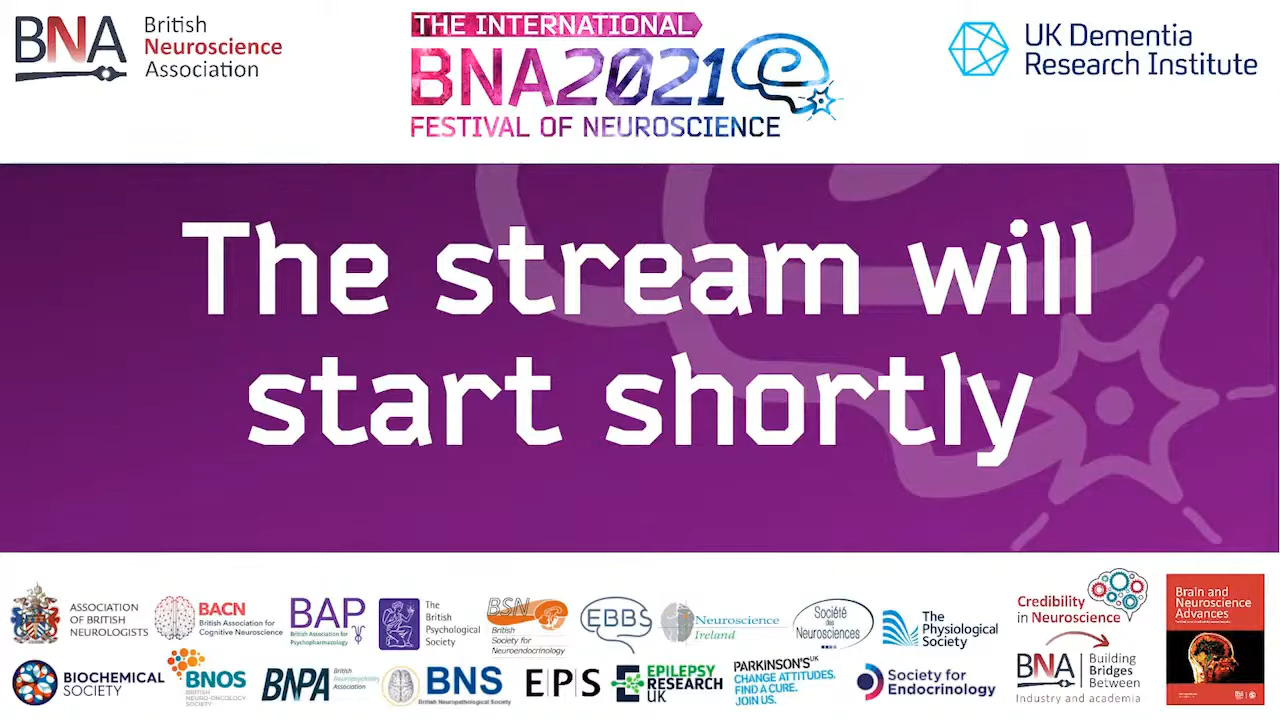 BNA
British
Neuroscience
Association
THE INTERNATIONAL
BNA2021
FESTIVAL OF NEUROSCIENCE
UK Dementia
Research Institute
The stream will
start shortly
ASSOCIATION
OF BRITISH
NEUROLOGISTS
BACN
British Association for
Cognitive Neuroscience
BAP
British Association for
Psychopharmacology
The
British
Psychological
Society
BSN
British
Society for
Neuroendocrinology
EBBS
Neuroscience
Ireland
Société
des
Neurosciences
The
Physiological
Society
Credibility
in Neuroscience
Brain and
Neuroscience
Advances
BIOCHEMICAL
SOCIETY
BNOS
BRITISH
NEURO-ONCOLOGY
SOCIETY
BNPA
British
Neuropsychiatry
Association
BNS
British Neuropathological Society
EPS
EPILEPSY
RESEARCH
UK
PARKINSON'S UK
CHANGE ATTITUDES.
FIND A CURE.
JOIN US.
Society for
Endocrinology
BNA
Building
Bridges
Between
Industry and academia